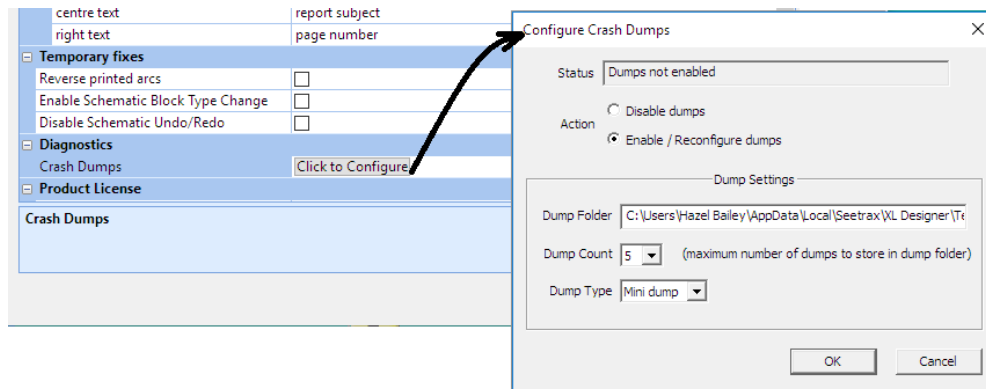 centre text report subject
right text page number
Temporary fixes
Reverse printed arcs
Enable Schematic Block Type Change
Disable Schematic Undo/Redo
Diagnostics
Crash Dumps Click to Configure
Product License
Crash Dumps
Configure Crash Dumps
Status Dumps not enabled
Action
Disable dumps
Enable / Reconfigure dumps
Dump Settings
Dump Folder C:\Users\Hazel Bailey\AppData\Local\Seetrax\XL Designer\Te
Dump Count 5 (maximum number of dumps to store in dump folder)
Dump Type Mini dump
OK Cancel